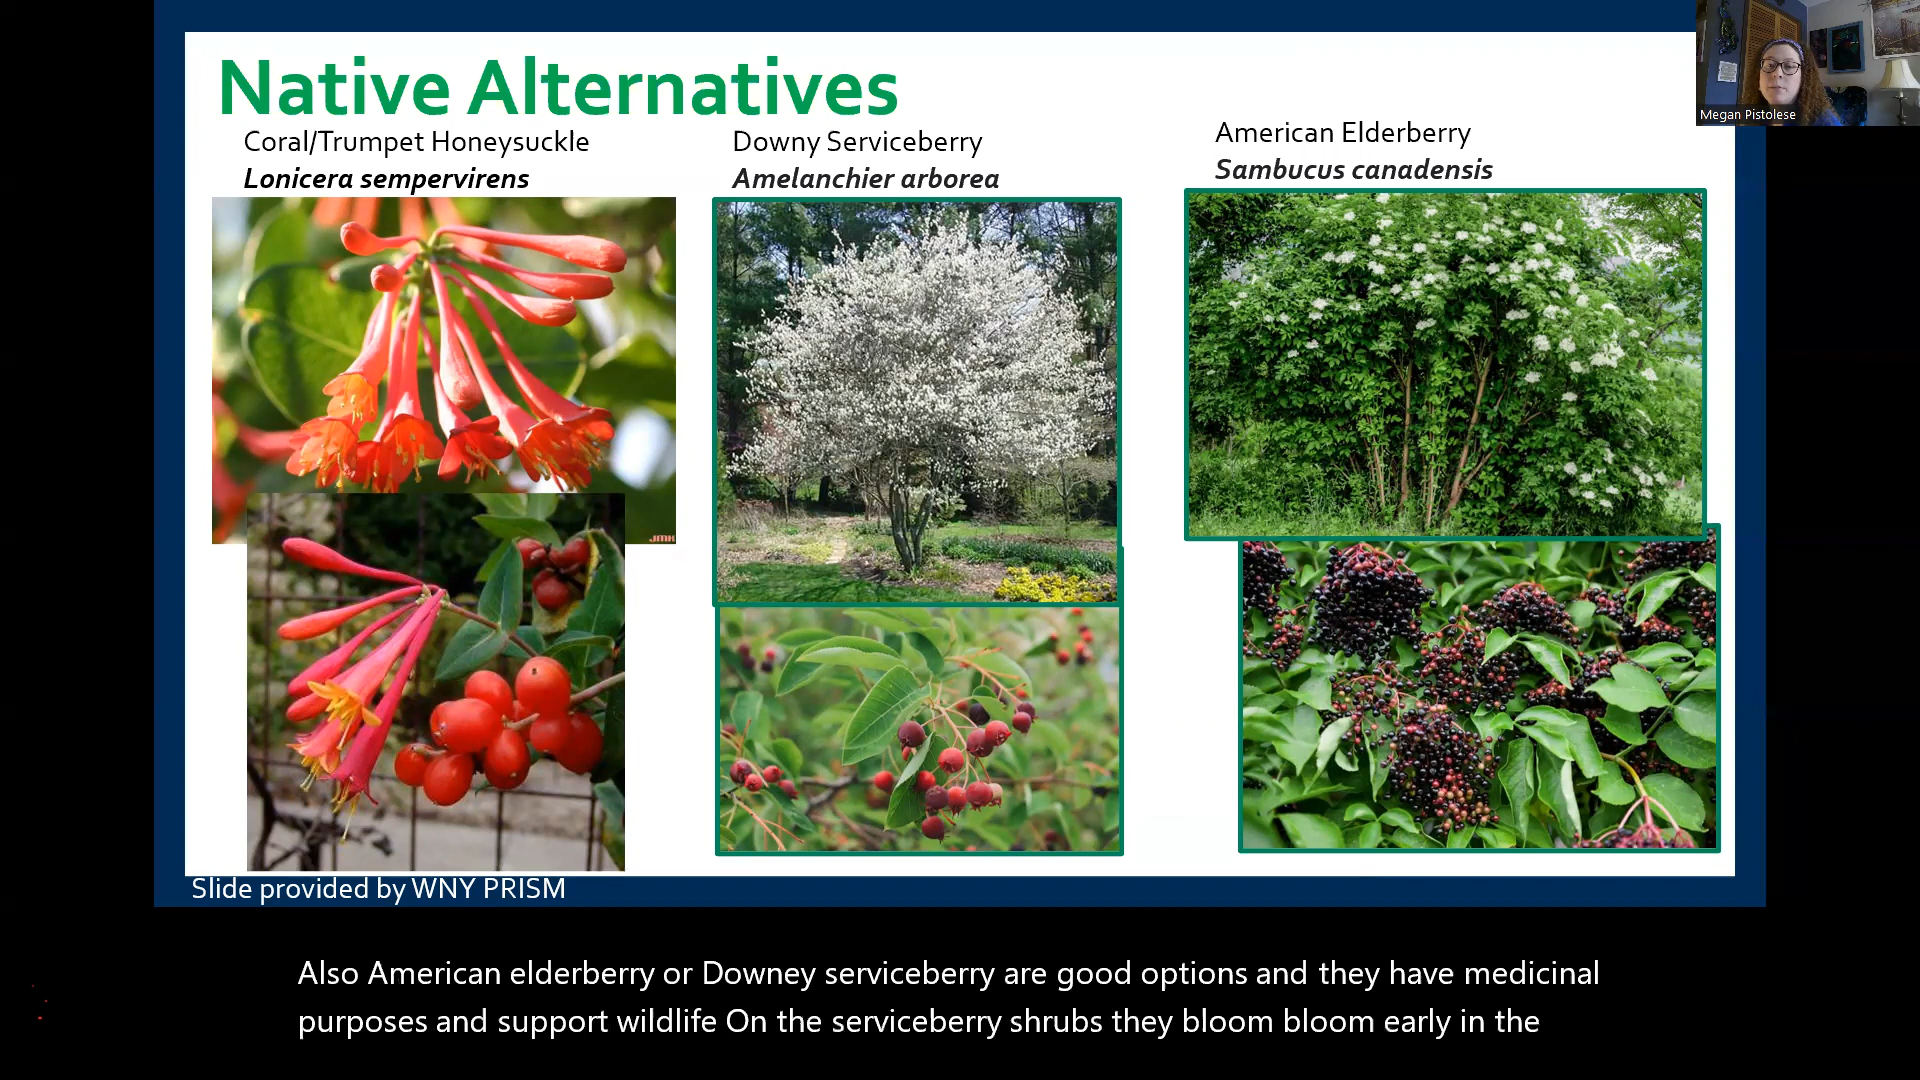 Native Alternatives
Coral/Trumpet Honeysuckle
Lonicera sempervirens
Downy Serviceberry
Amelanchier arborea
American Elderberry
Sambucus canadensis
Megan Pistolese
JMH
Slide provided by WNY PRISM
Also American elderberry or Downey serviceberry are good options and they have medicinal
purposes and support wildlife On the serviceberry shrubs they bloom bloom early in the